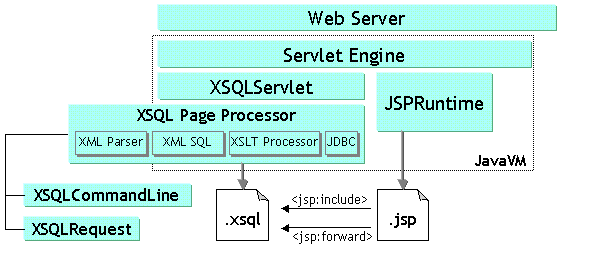 Web Server
Servlet Engine
XSQLServlet
JSPRuntime
XSQL Page Processor
XML Parser
XML SQL
XSLT Processor
JDBC
JavaVM
XSQLCommandLine
XSQLRequest
.xsql
<jsp:include>
<jsp:forward>
.jsp